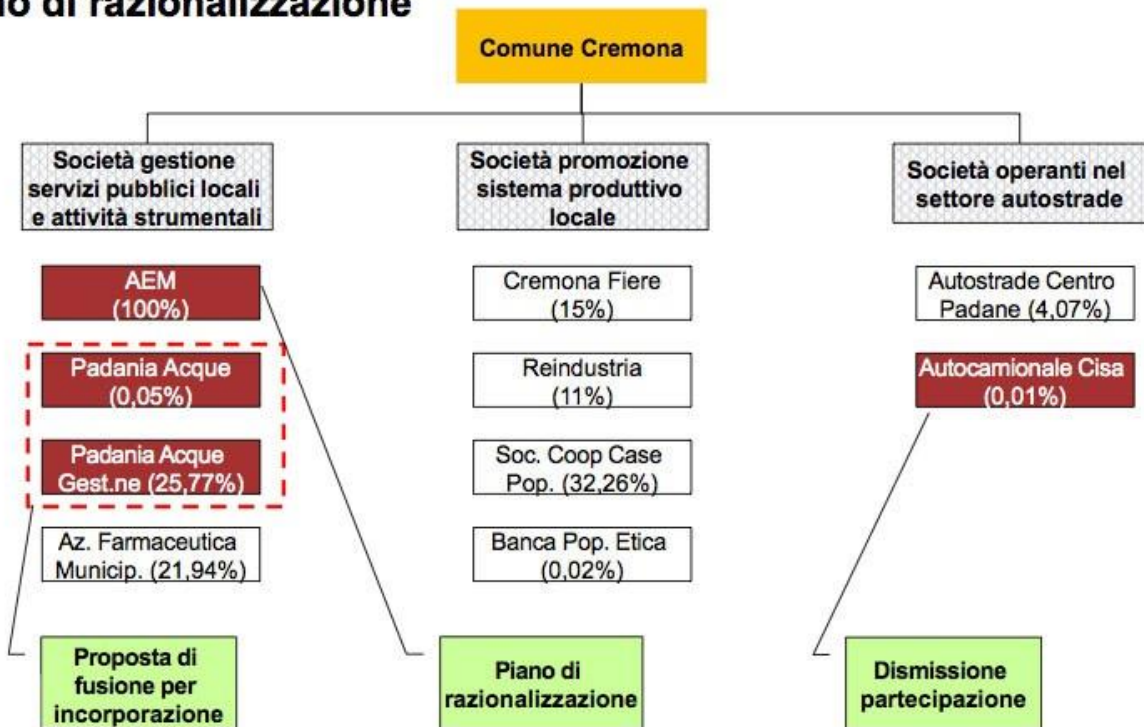 di razionalizzazione
Comune Cremona
Società gestione
servizi pubblici locali
e attività strumentali
Società promozione
sistema produttivo
locale
Società operanti nel
settore autostrade
AEM
(100%)
Cremona Fiere
(15%)
Autostrade Centro
Padane (4,07%)
Padania Acque
(0,05%)
Reindustria
(11%)
Autocamionale Cisa
(0,01%)
Padania Acque
Gest.ne (25,77%)
Soc. Coop Case
Pop. (32,26%)
Az. Farmaceutica
Municip. (21,94%)
Banca Pop. Etica
(0,02%)
Proposta di
fusione per
incorporazione
Piano di
razionalizzazione
Dismissione
partecipazione